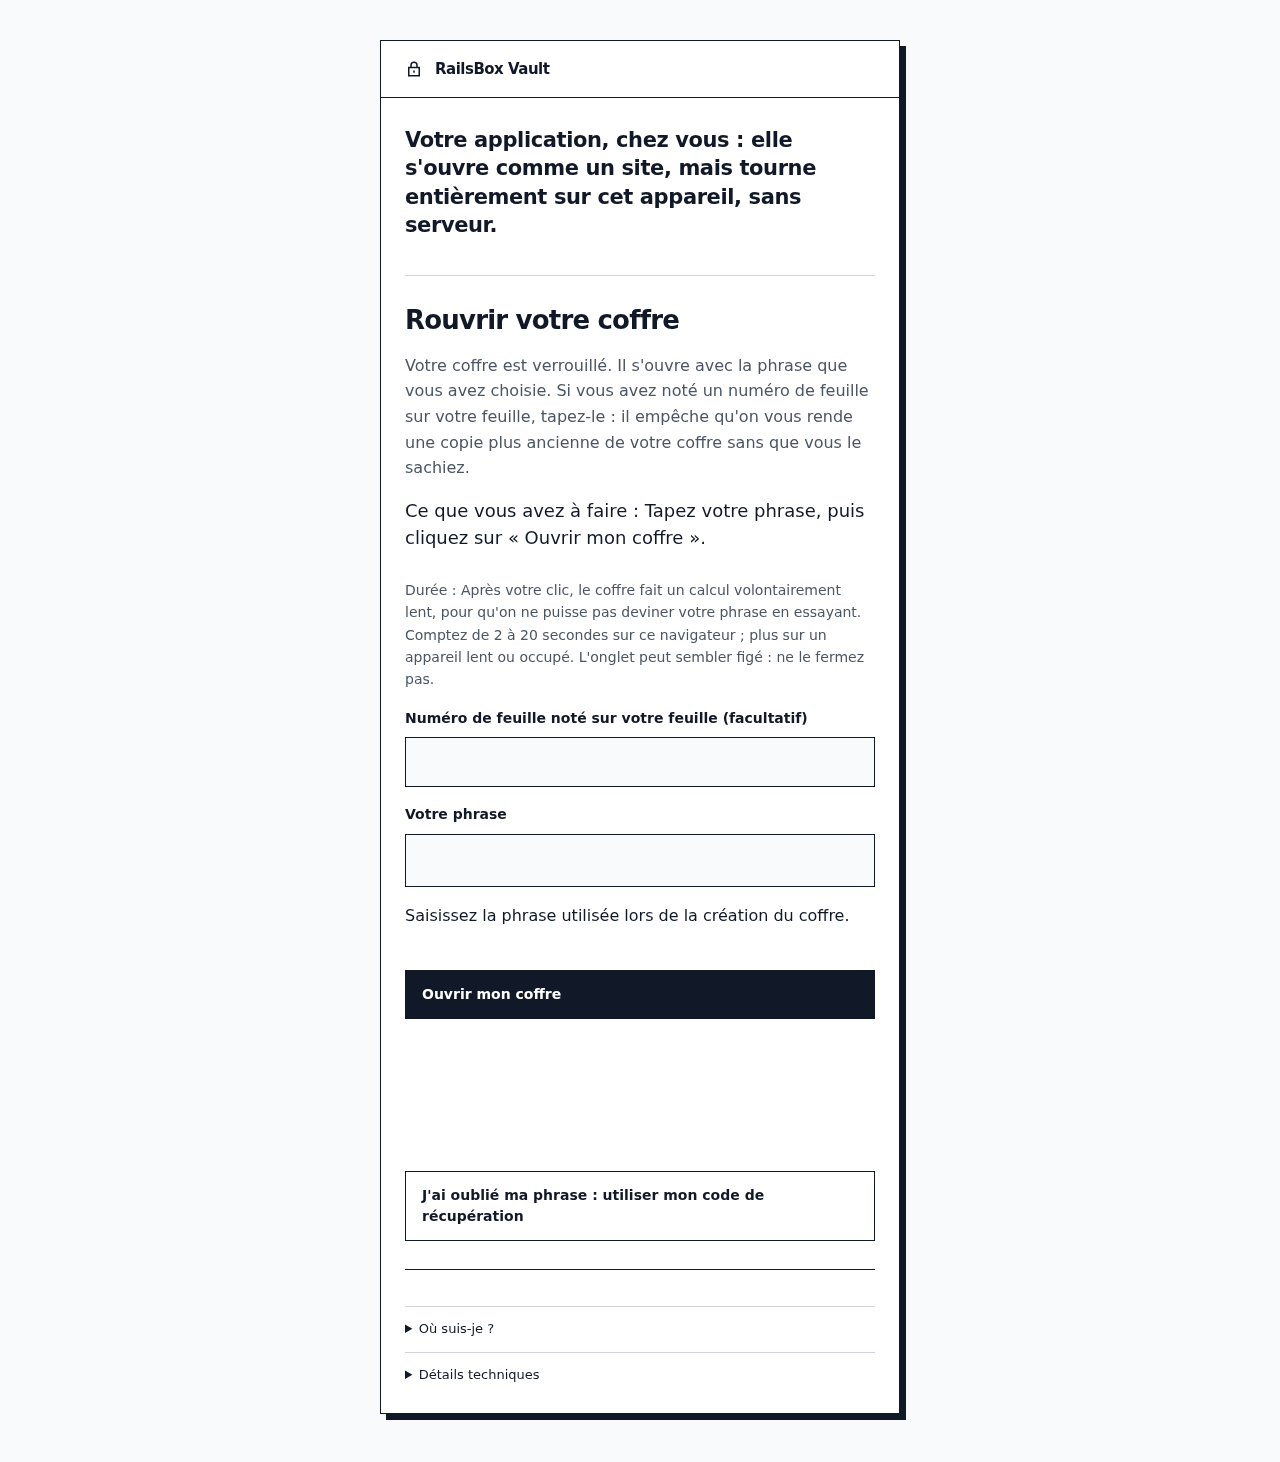 RailsBox Vault
Votre application, chez vous : elle
s'ouvre comme un site, mais tourne
entièrement sur cet appareil, sans
serveur.
Rouvrir votre coffre
Votre coffre est verrouillé. Il s'ouvre avec la phrase que
vous avez choisie. Si vous avez noté un numéro de feuille
sur votre feuille, tapez-le : il empêche qu'on vous rende
une copie plus ancienne de votre coffre sans que vous le
sachiez.
Ce que vous avez à faire : Tapez votre phrase, puis
cliquez sur « Ouvrir mon coffre ».
Durée : Après votre clic, le coffre fait un calcul volontairement
lent, pour qu'on ne puisse pas deviner votre phrase en essayant.
Comptez de 2 à 20 secondes sur ce navigateur ; plus sur un
appareil lent ou occupé. L'onglet peut sembler figé : ne le fermez
pas.
Numéro de feuille noté sur votre feuille (facultatif)
Votre phrase
Saisissez la phrase utilisée lors de la création du coffre.
Ouvrir mon coffre
J'ai oublié ma phrase : utiliser mon code de
récupération
Où suis-je ?
Détails techniques